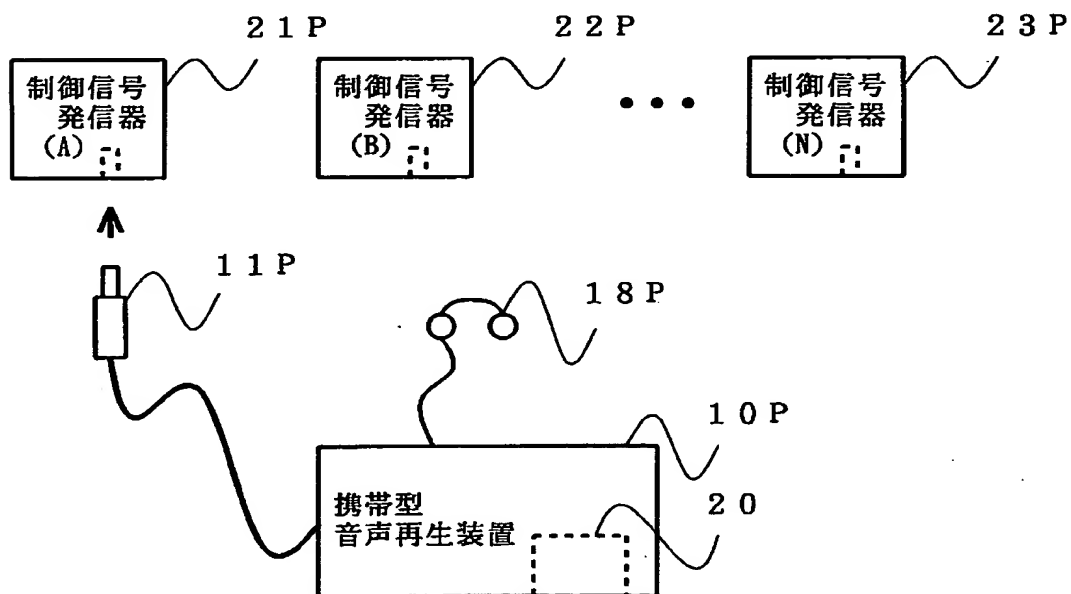 21P
22P
23P
制御信号
発信器
(A)
制御信号
発信器
(B)
•••
制御信号
発信器
(N)
11P
18P
10P
20
携帯型
音声再生装置